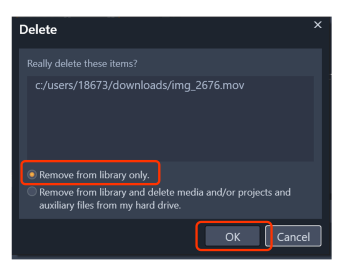 Delete
Really delete these items?
c:/users/18673/downloads/img_2676.mov
Remove from library only.
Remove from library and delete media and/or projects and
auxiliary files from my hard drive.
OK Cancel